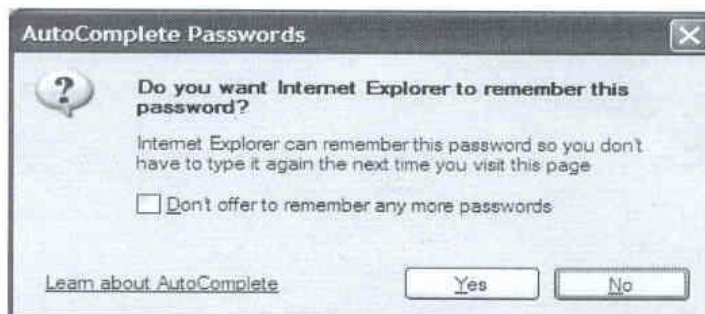 AutoComplete Passwords
?
Do you want Internet Explorer to remember this
password?
Internet Explorer can remember this password so you don't
have to type it again the next time you visit this page
Don't offer to remember any more passwords
Learn about AutoComplete
Yes
No